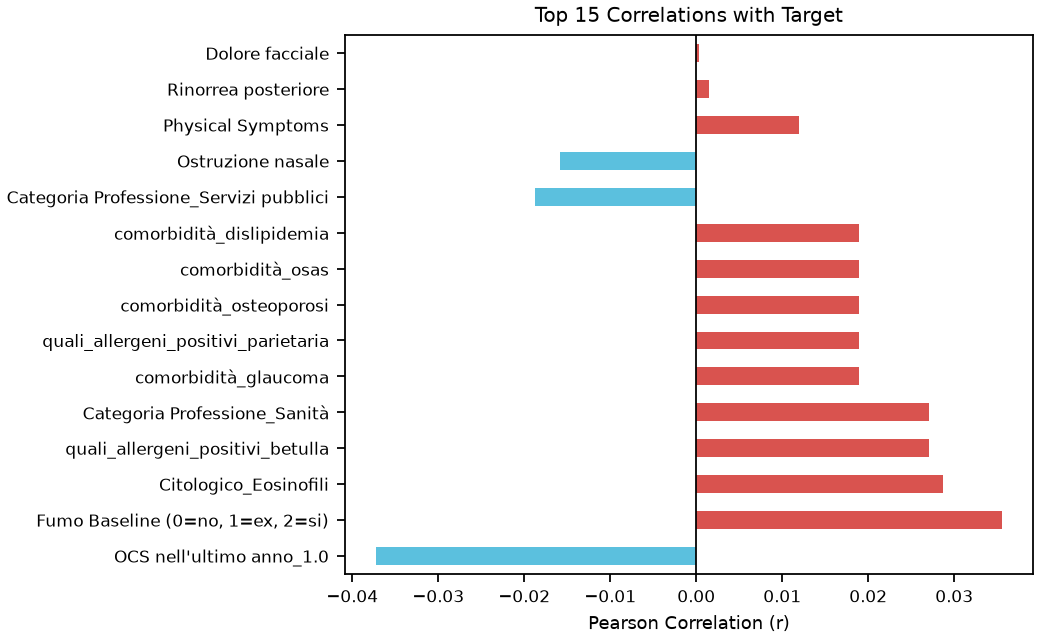 Top 15 Correlations with Target
Dolore facciale
Rinorrea posteriore
Physical Symptoms
Ostruzione nasale
Categoria Professione_Servizi pubblici
comorbidità_dislipidemia
comorbidità_osas
comorbidità_osteoporosi
quali_allergeni_positivi_parietaria
comorbidità_glaucoma
Categoria Professione_Sanità
quali_allergeni_positivi_betulla
Citologico_Eosinofili
Fumo Baseline (0=no, 1=ex, 2=si)
OCS nell'ultimo anno_1.0
−0.04 −0.03 −0.02 −0.01 0.00 0.01 0.02 0.03
Pearson Correlation (r)